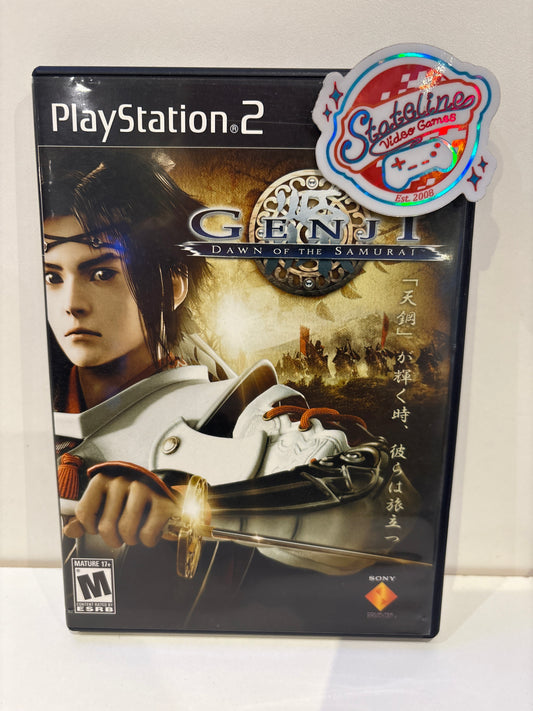 PlayStation®2
Stateline
Video Games
Est. 2008
GENJI
DAWN OF THE SAMURAI
「天鋼」が輝く時、彼らは旅立つ
MATURE 17+
M
CONTENT RATED BY
ESRB
SONY